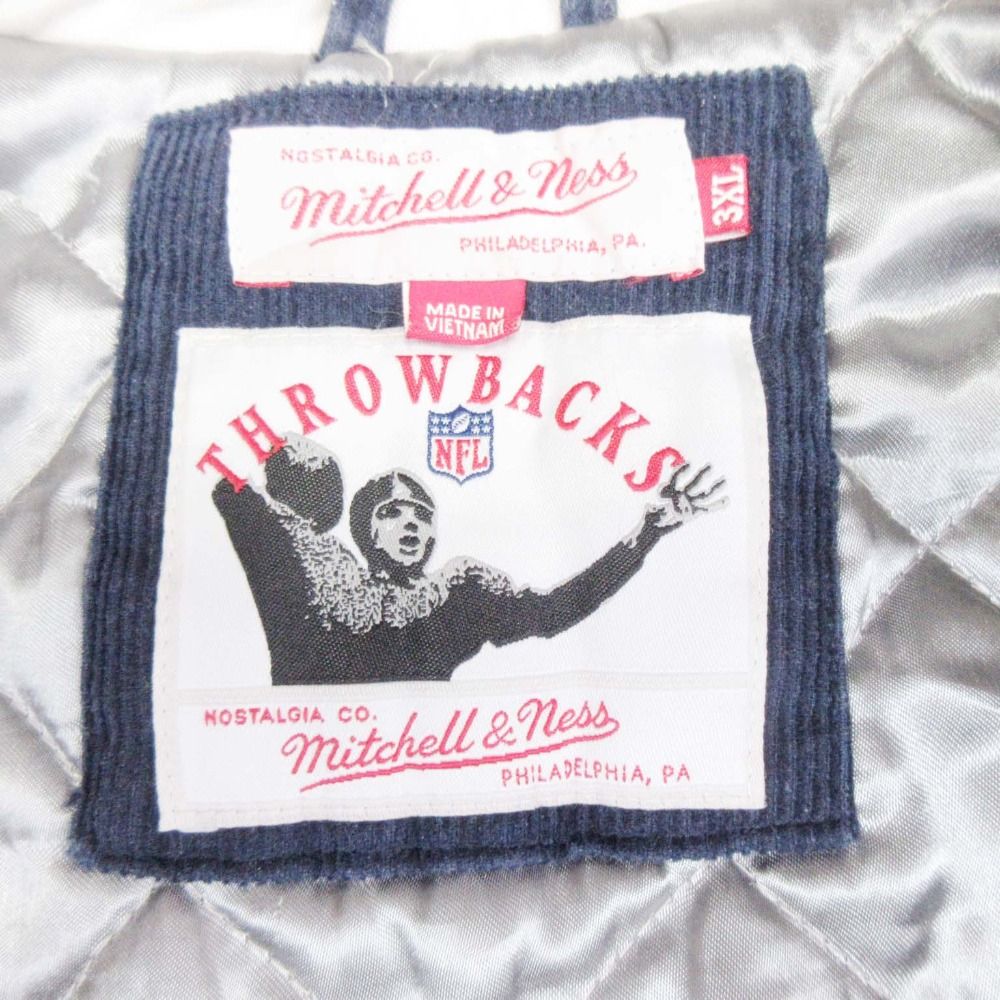 NOSTALGIA CO.
Mitchell & Ness
PHILADELPHIA, PA.
3XL
MADE IN
VIETNAM
THROWBACKS
NFL
NOSTALGIA CO.
Mitchell & Ness
PHILADELPHIA, PA